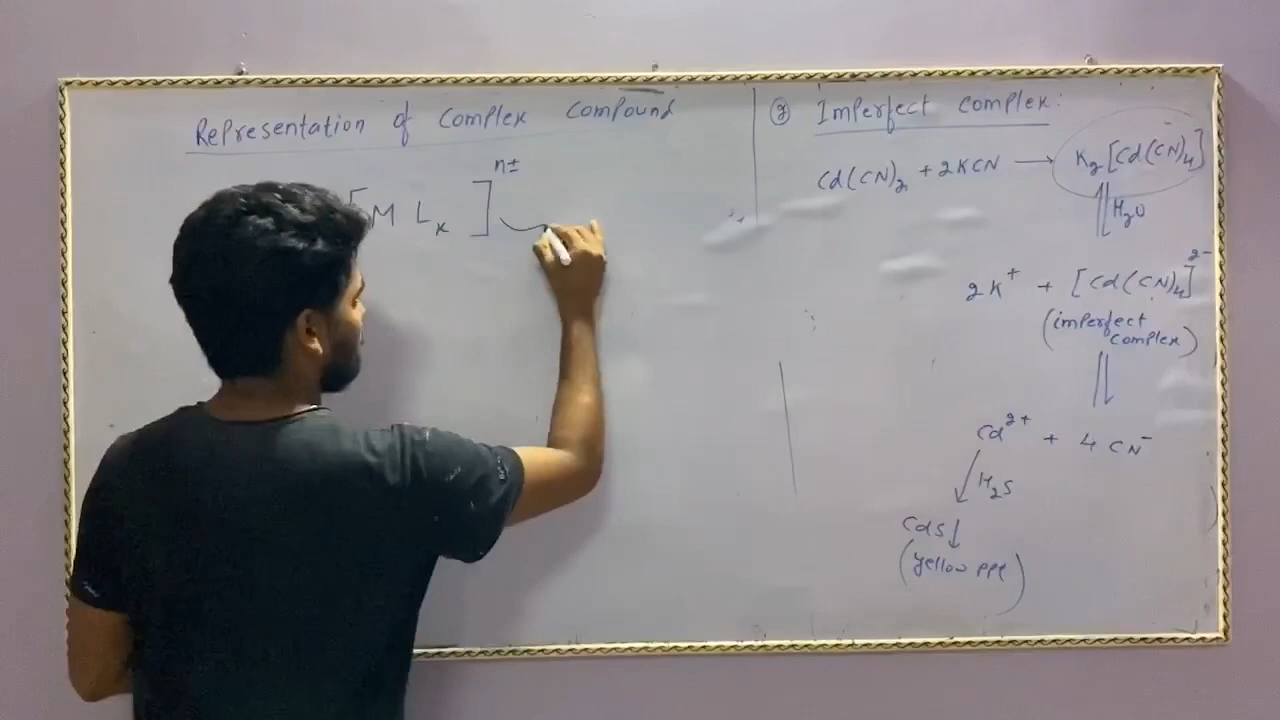 Representation of Complex Compound
[M Lx]n±
② Imperfect Complex:
Cd(CN)2 + 2KCN → K2[Cd(CN)4]
⇅ H2O
2K+ + [Cd(CN)4]2-
(imperfect
complex)
⇅
Cd2+ + 4CN-
↙ H2S
CdS↓
(yellow ppt)